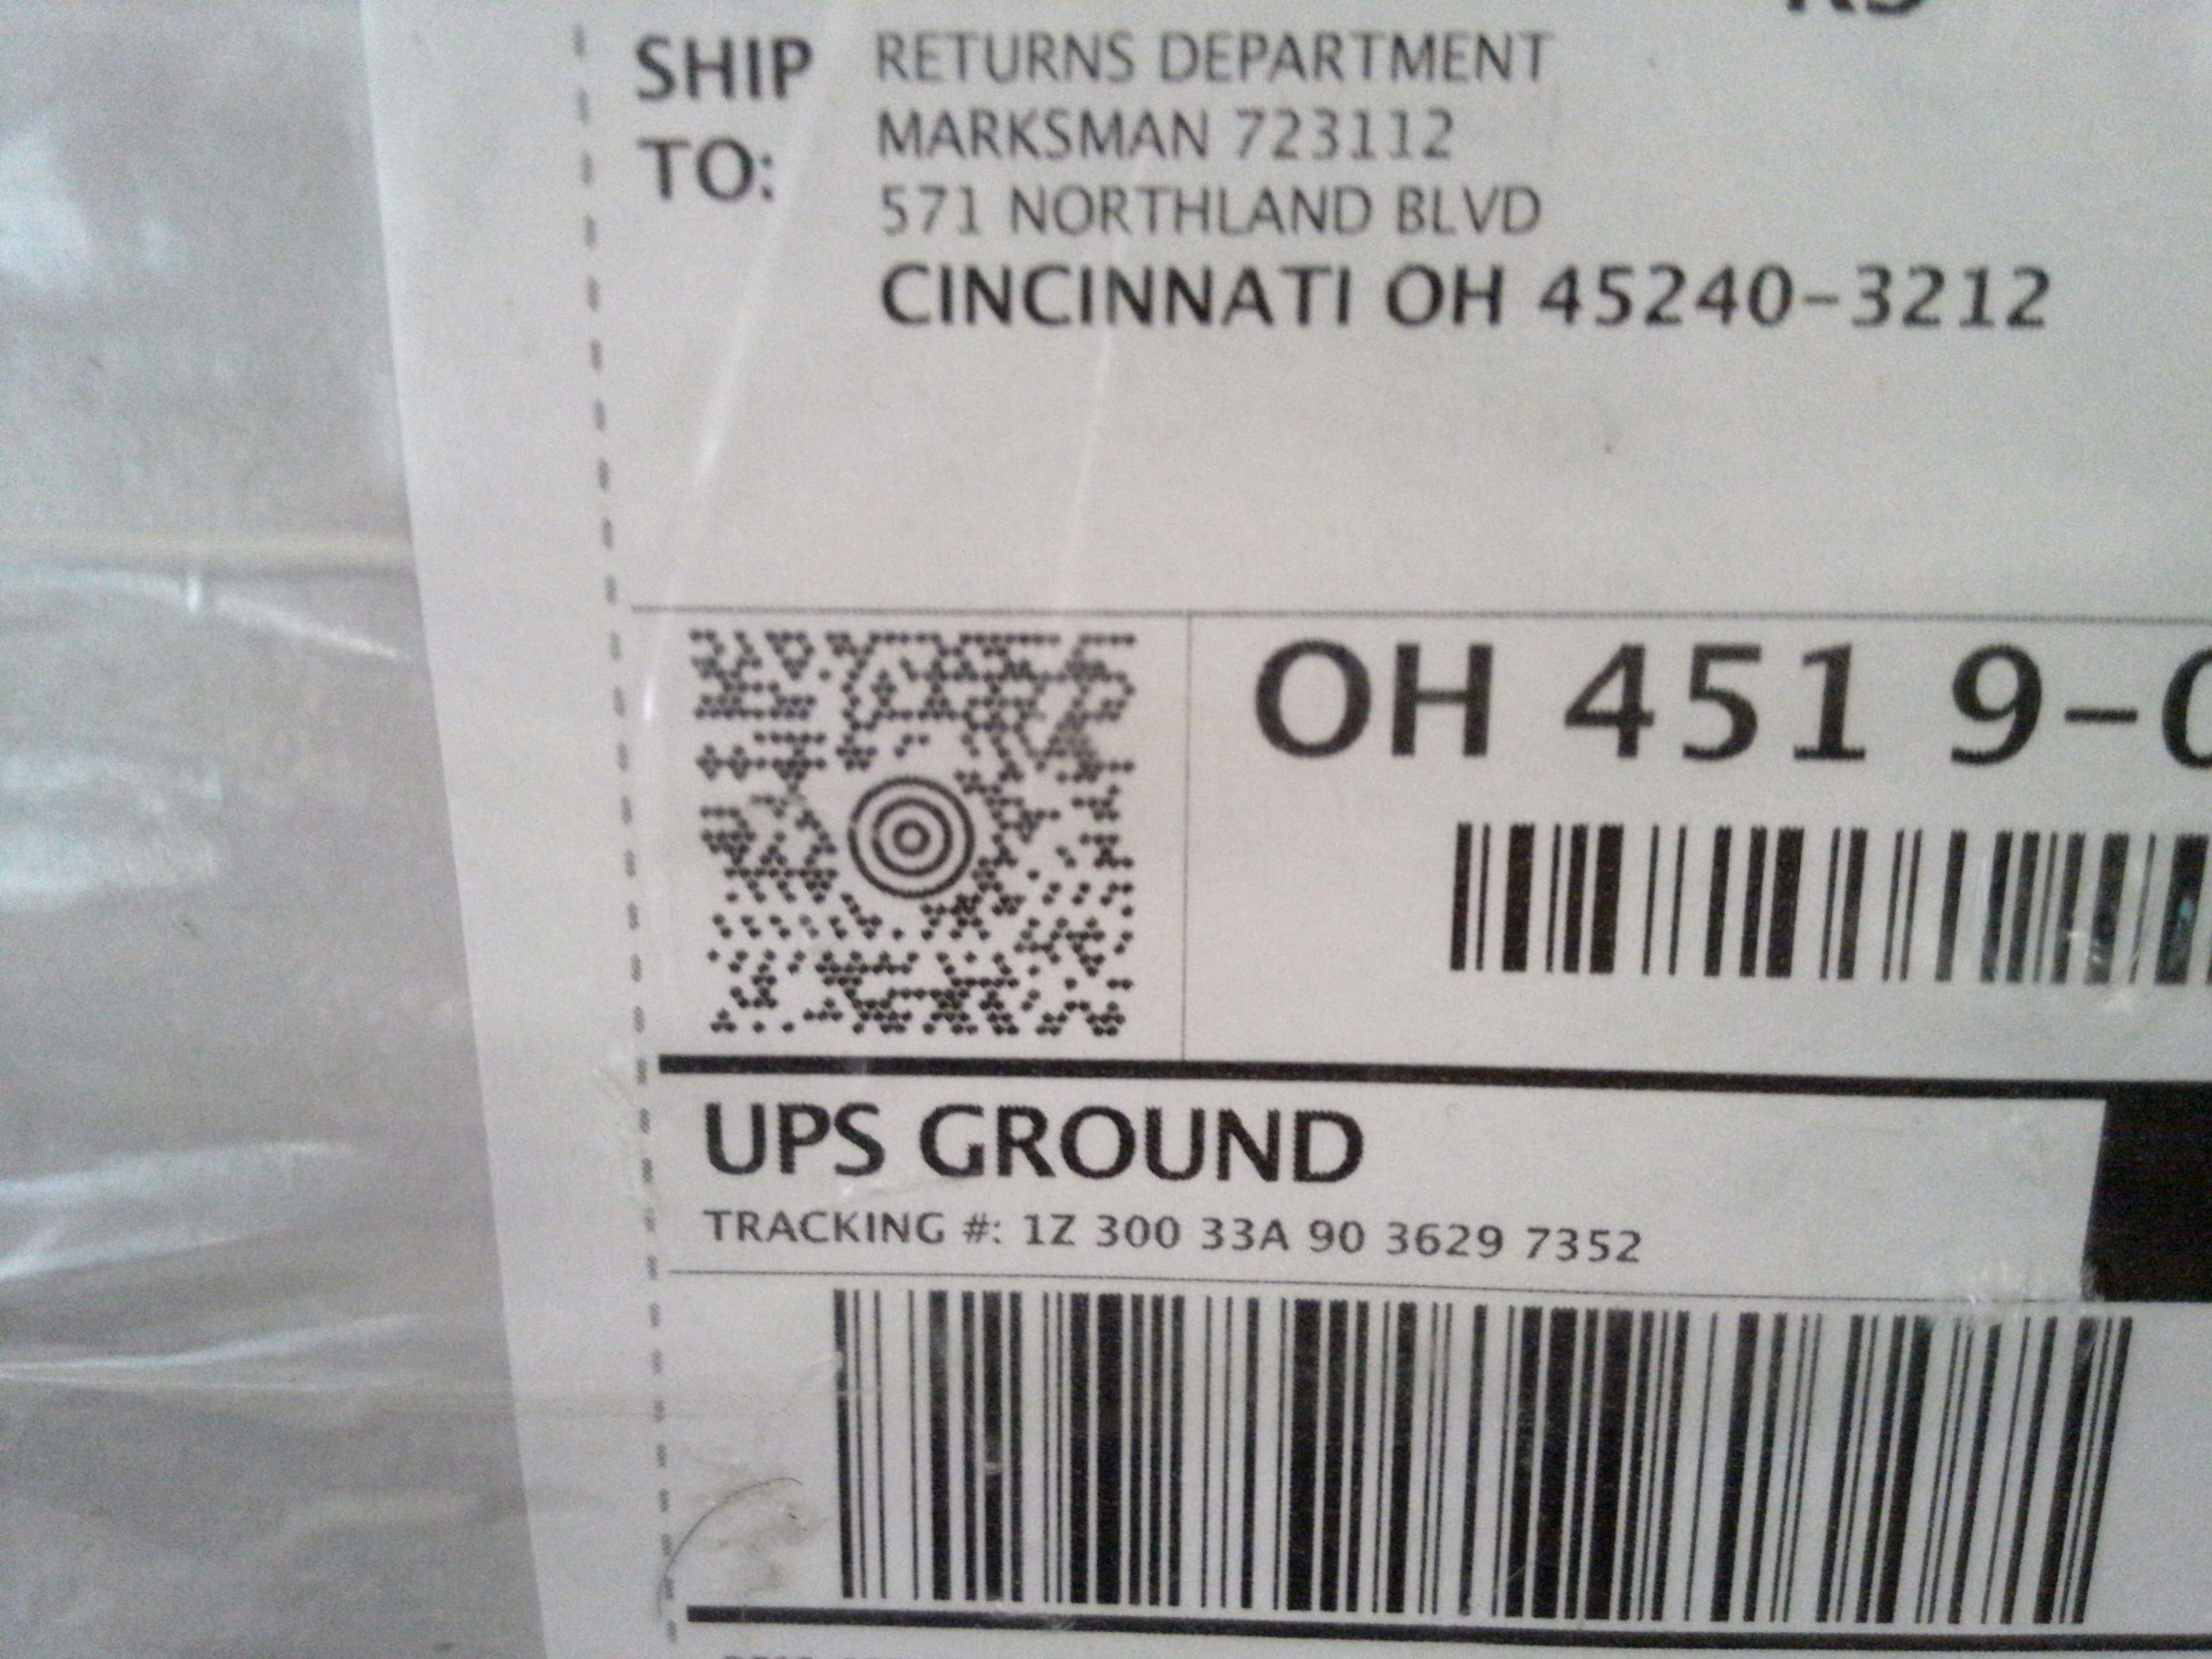 SHIP TO:
RETURNS DEPARTMENT
MARKSMAN 723112
571 NORTHLAND BLVD
CINCINNATI OH 45240-3212
OH 451 9-0
UPS GROUND
TRACKING #: 1Z 300 33A 90 3629 7352